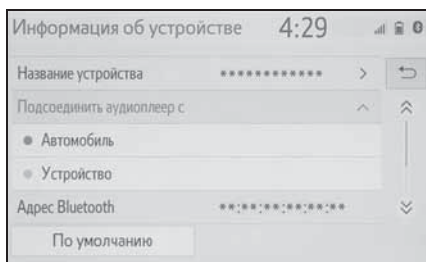 Информация об устройстве 4:29
Название устройства ************ >
Подсоединить аудиоплеер с
Автомобиль
Устройство
Адрес Bluetooth **:**:**:**:**:**
По умолчанию